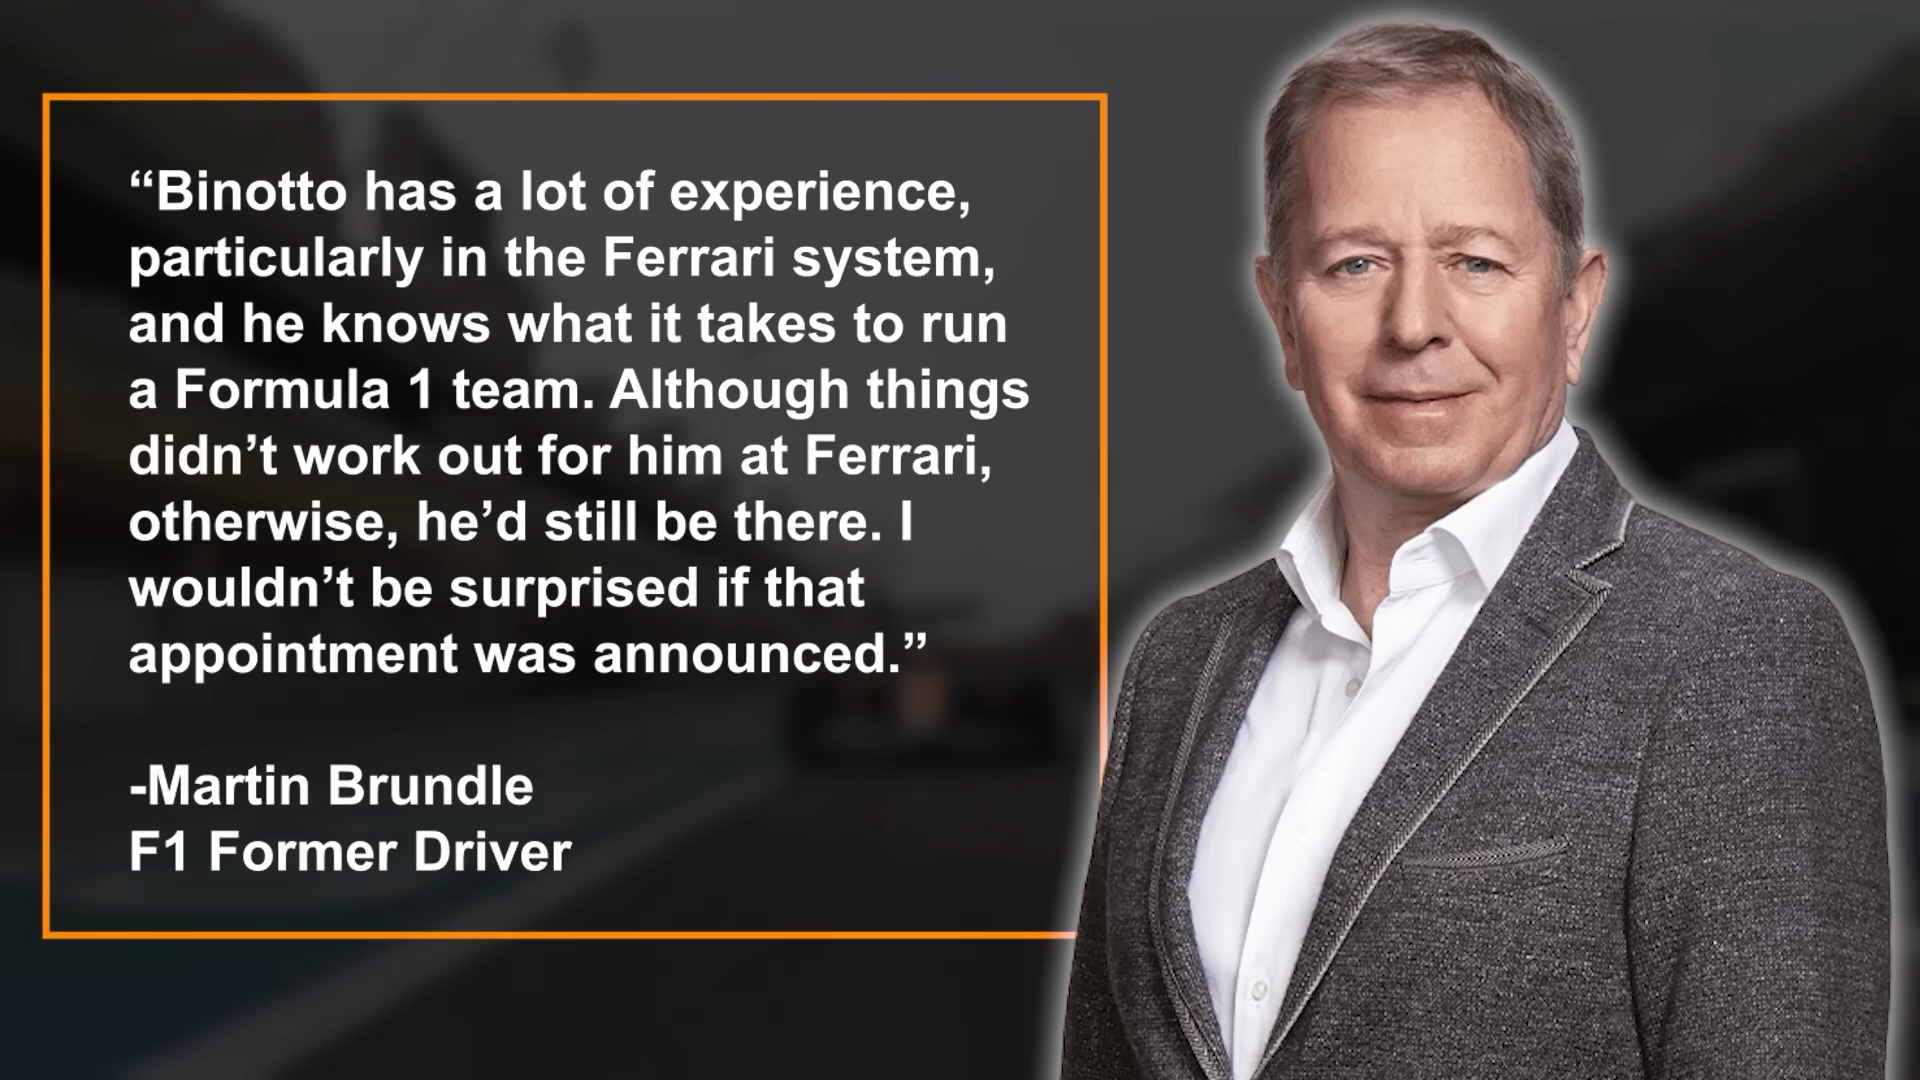 “Binotto has a lot of experience,
particularly in the Ferrari system,
and he knows what it takes to run
a Formula 1 team. Although things
didn’t work out for him at Ferrari,
otherwise, he’d still be there. I
wouldn’t be surprised if that
appointment was announced.”
-Martin Brundle
F1 Former Driver